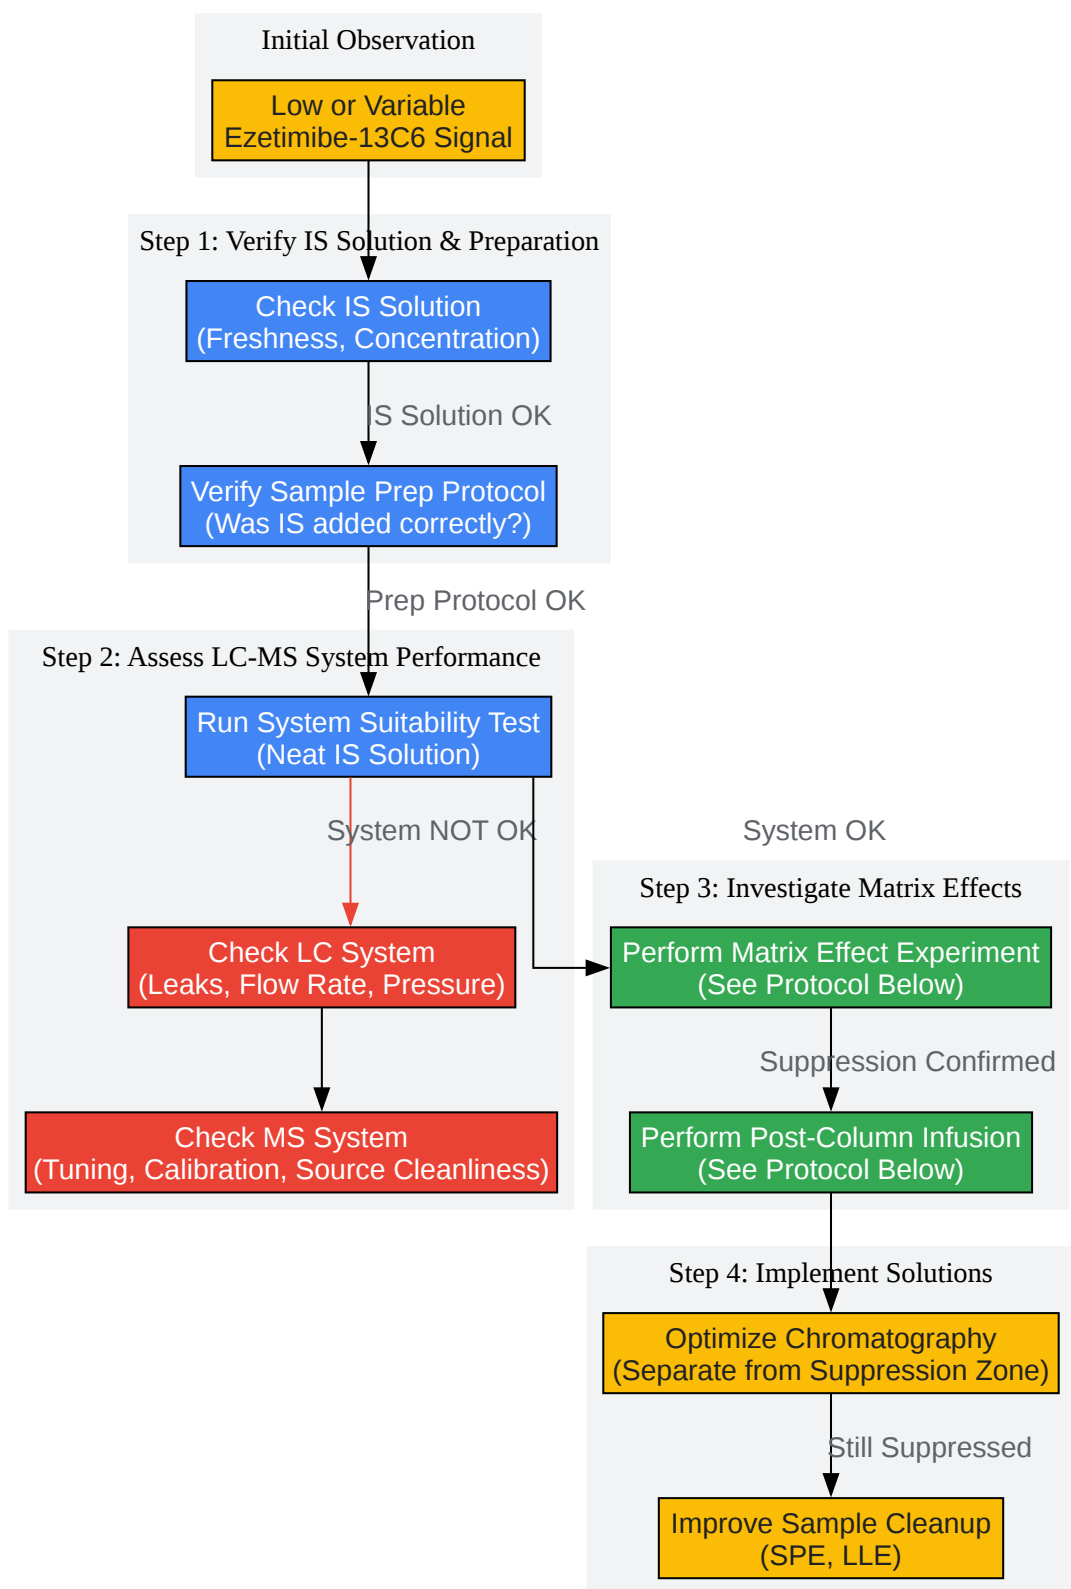 Initial Observation
Low or Variable
Ezetimibe-13C6 Signal
Step 1: Verify IS Solution & Preparation
Check IS Solution
(Freshness, Concentration)
IS Solution OK
Verify Sample Prep Protocol
(Was IS added correctly?)
Prep Protocol OK
Step 2: Assess LC-MS System Performance
Run System Suitability Test
(Neat IS Solution)
System NOT OK
System OK
Check LC System
(Leaks, Flow Rate, Pressure)
Check MS System
(Tuning, Calibration, Source Cleanliness)
Step 3: Investigate Matrix Effects
Perform Matrix Effect Experiment
(See Protocol Below)
Suppression Confirmed
Perform Post-Column Infusion
(See Protocol Below)
Step 4: Implement Solutions
Optimize Chromatography
(Separate from Suppression Zone)
Still Suppressed
Improve Sample Cleanup
(SPE, LLE)